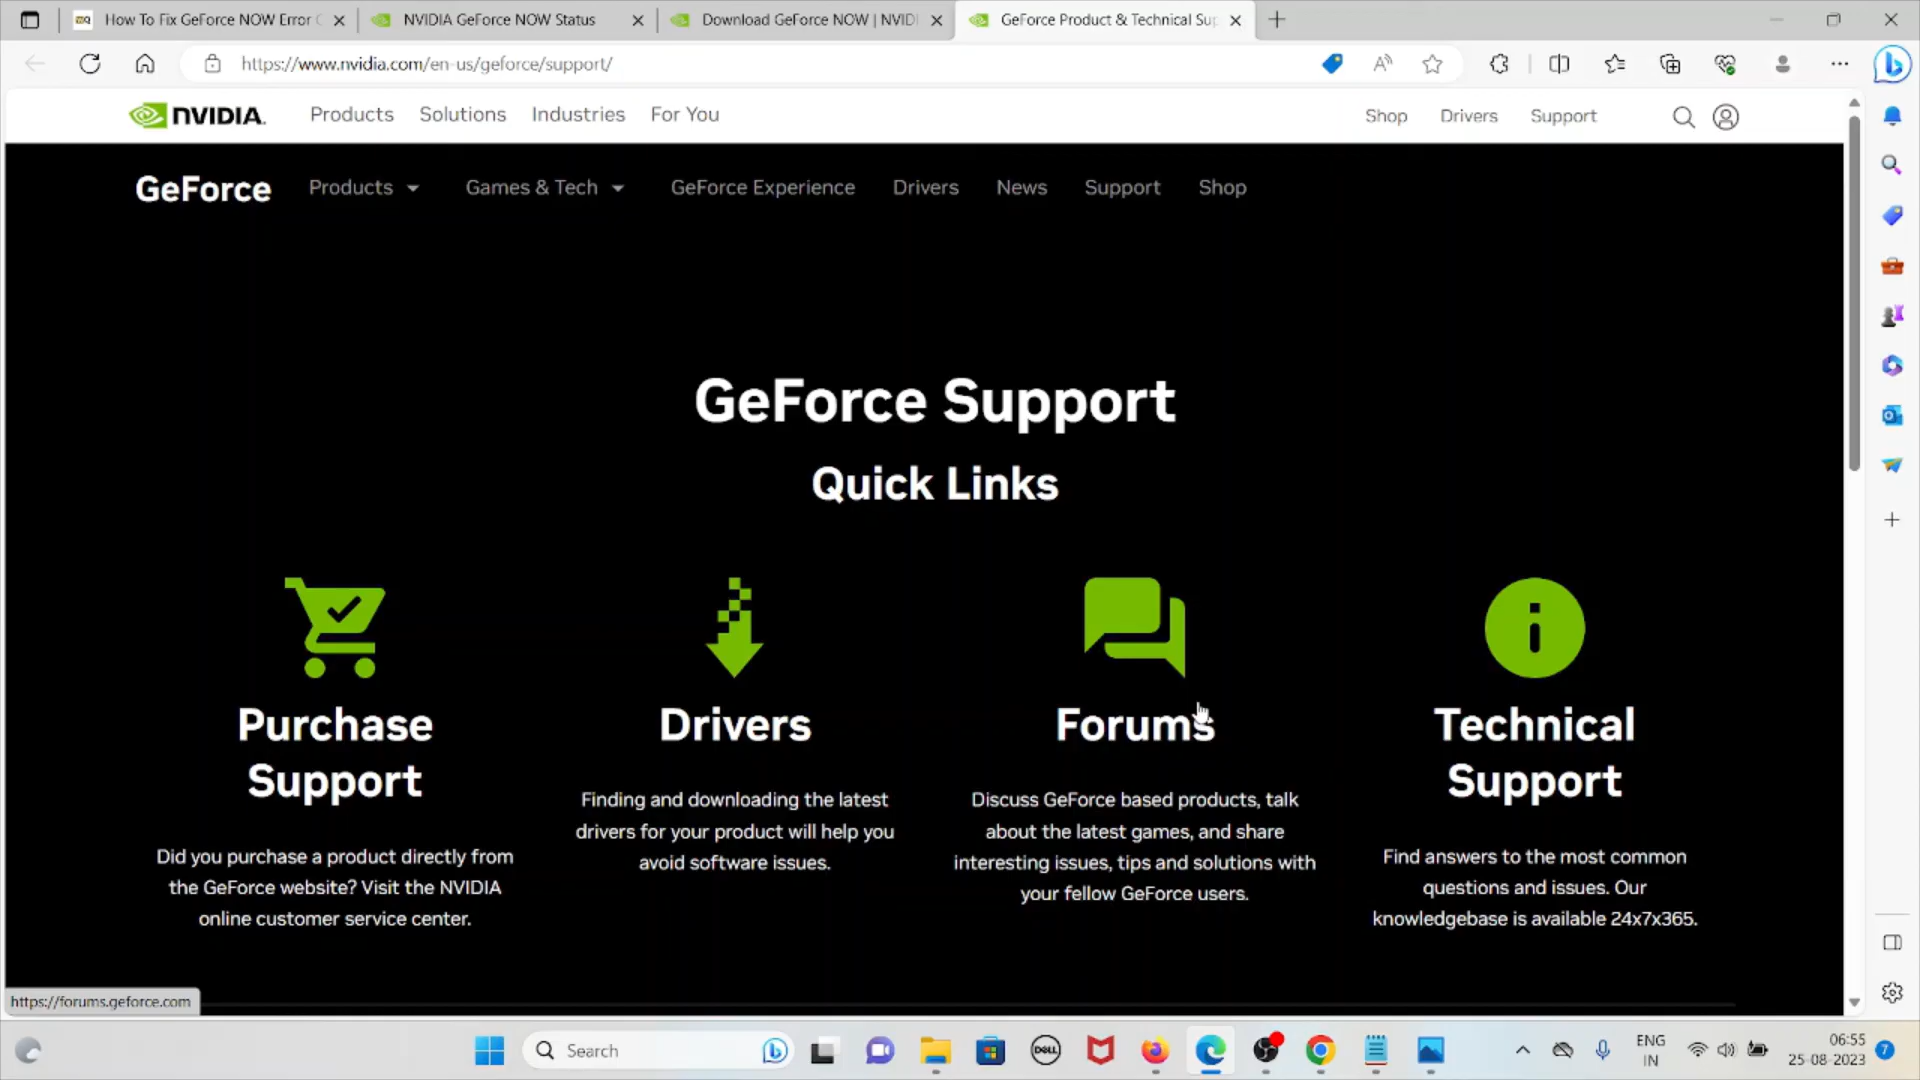 How To Fix GeForce NOW Error C
NVIDIA GeForce NOW Status
Download GeForce NOW | NVIDI
GeForce Product & Technical Sup
https://www.nvidia.com/en-us/geforce/support/
NVIDIA.
Products Solutions Industries For You
Shop Drivers Support
GeForce Products Games & Tech GeForce Experience Drivers News Support Shop
GeForce Support
Quick Links
Purchase
Support
Did you purchase a product directly from
the GeForce website? Visit the NVIDIA
online customer service center.
Drivers
Finding and downloading the latest
drivers for your product will help you
avoid software issues.
Forums
Discuss GeForce based products, talk
about the latest games, and share
interesting issues, tips and solutions with
your fellow GeForce users.
Technical
Support
Find answers to the most common
questions and issues. Our
knowledgebase is available 24x7x365.
https://forums.geforce.com
Search
DELL
ENG
IN
06:55
25-08-2023
7